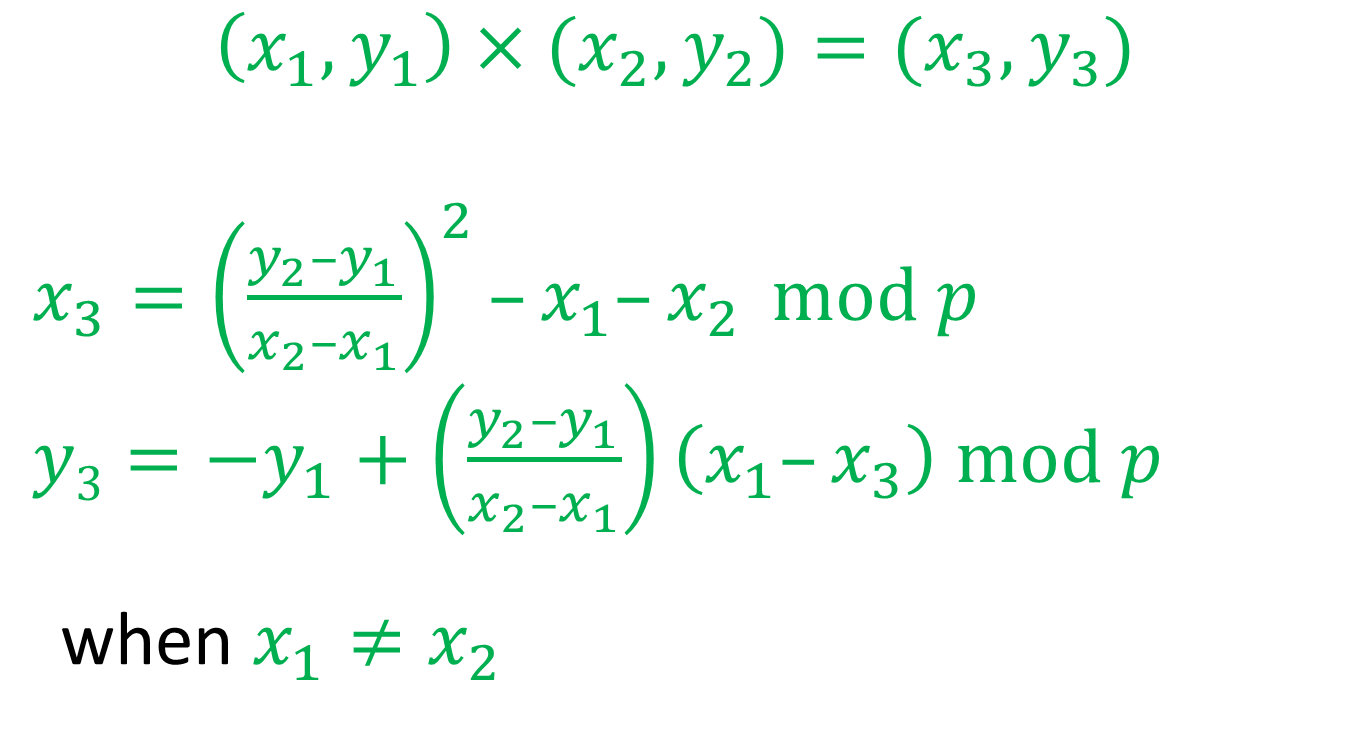 (x₁, y₁) × (x₂, y₂) = (x₃, y₃)
x₃ = ((y₂−y₁)/(x₂−x₁))² − x₁ − x₂ mod p
y₃ = −y₁ + ((y₂−y₁)/(x₂−x₁)) (x₁ − x₃) mod p
when x₁ ≠ x₂